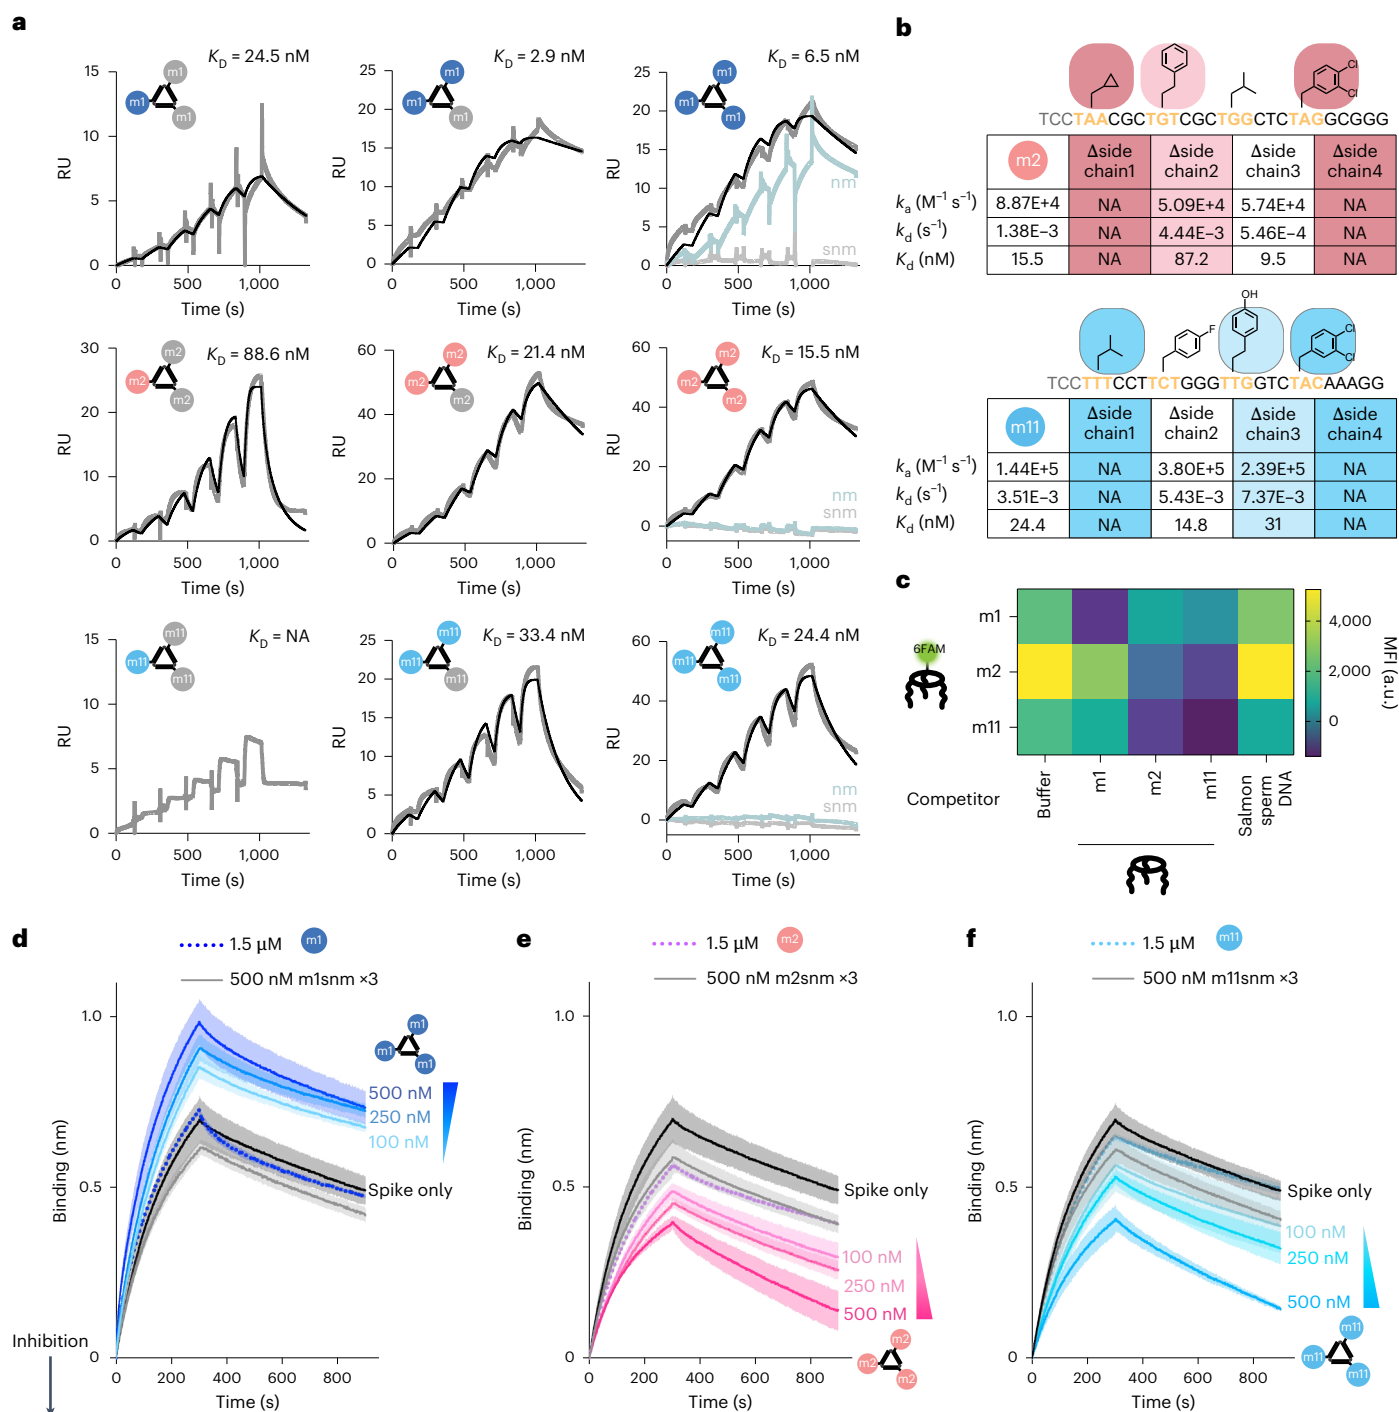 a
K_D = 24.5 nM
15
10
5
0
RU
m1
m1
m1
0
500
1,000
Time (s)
K_D = 2.9 nM
25
20
15
10
5
0
RU
m1
m1
m1
0
500
1,000
Time (s)
K_D = 6.5 nM
25
20
15
10
5
0
RU
m1
m1
m1
nm
snm
0
500
1,000
Time (s)
K_D = 88.6 nM
30
20
10
0
RU
m2
m2
m2
0
500
1,000
Time (s)
K_D = 21.4 nM
60
40
20
0
RU
m2
m2
m2
0
500
1,000
Time (s)
K_D = 15.5 nM
60
40
20
0
RU
m2
m2
m2
nm
snm
0
500
1,000
Time (s)
K_D = NA
15
10
5
0
RU
m11
m11
m11
0
500
1,000
Time (s)
K_D = 33.4 nM
25
20
15
10
5
0
RU
m11
m11
m11
0
500
1,000
Time (s)
K_D = 24.4 nM
60
40
20
0
RU
m11
m11
m11
nm
snm
0
500
1,000
Time (s)
b
Cl
Cl
TCCTAACGCTGTCGCTGGCTCTAGGCGGG
m2 Δside chain1 Δside chain2 Δside chain3 Δside chain4
k_a (M⁻¹ s⁻¹) 8.87E+4 NA 5.09E+4 5.74E+4 NA
k_d (s⁻¹) 1.38E−3 NA 4.44E−3 5.46E−4 NA
K_d (nM) 15.5 NA 87.2 9.5 NA
OH
F
Cl
Cl
TCCTTTCCTTCTGGGTTGGTCTACAAAGG
m11 Δside chain1 Δside chain2 Δside chain3 Δside chain4
k_a (M⁻¹ s⁻¹) 1.44E+5 NA 3.80E+5 2.39E+5 NA
k_d (s⁻¹) 3.51E−3 NA 5.43E−3 7.37E−3 NA
K_d (nM) 24.4 NA 14.8 31 NA
c
6FAM
m1
m2
m11
4,000
2,000
0
MFI (a.u.)
Competitor
Buffer
m1
m2
m11
Salmon
sperm
DNA
d
1.5 µM m1
500 nM m1snm ×3
1.0
0.5
0
Binding (nm)
m1
m1
m1
500 nM
250 nM
100 nM
Spike only
Inhibition
0
200
400
600
800
Time (s)
e
1.5 µM m2
500 nM m2snm ×3
1.0
0.5
0
Binding (nm)
Spike only
100 nM
250 nM
500 nM
m2
m2
m2
0
200
400
600
800
Time (s)
f
1.5 µM m11
500 nM m11snm ×3
1.0
0.5
0
Binding (nm)
Spike only
100 nM
250 nM
500 nM
m11
m11
m11
0
200
400
600
800
Time (s)